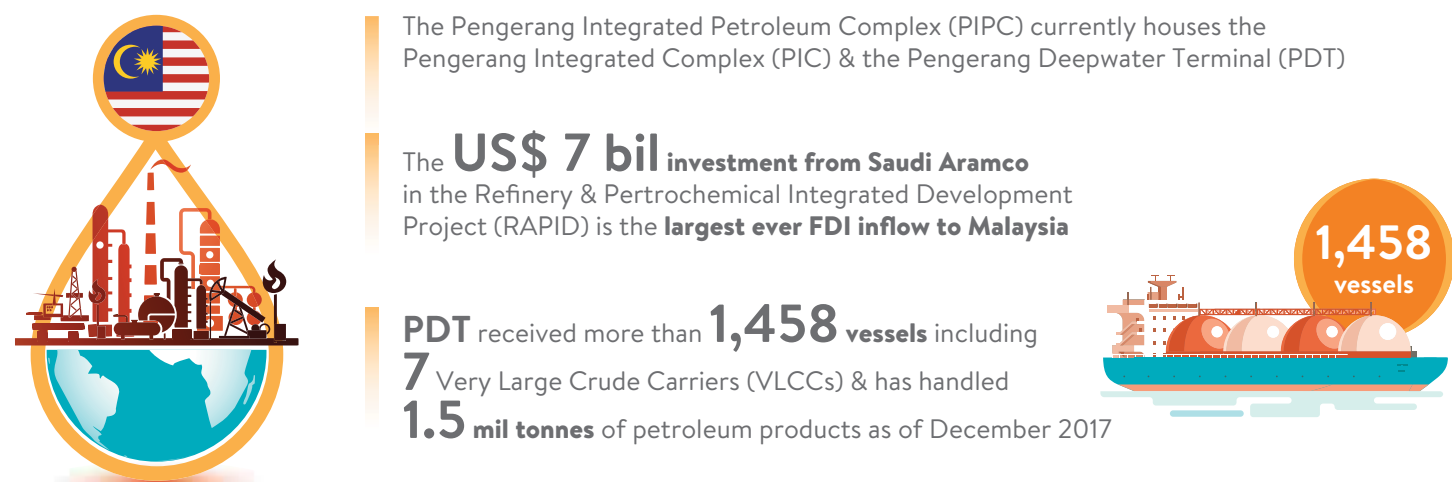 The Pengerang Integrated Petroleum Complex (PIPC) currently houses the
Pengerang Integrated Complex (PIC) & the Pengerang Deepwater Terminal (PDT)
The US$ 7 bil investment from Saudi Aramco
in the Refinery & Pertrochemical Integrated Development
Project (RAPID) is the largest ever FDI inflow to Malaysia
PDT received more than 1,458 vessels including
7 Very Large Crude Carriers (VLCCs) & has handled
1.5 mil tonnes of petroleum products as of December 2017
1,458
vessels